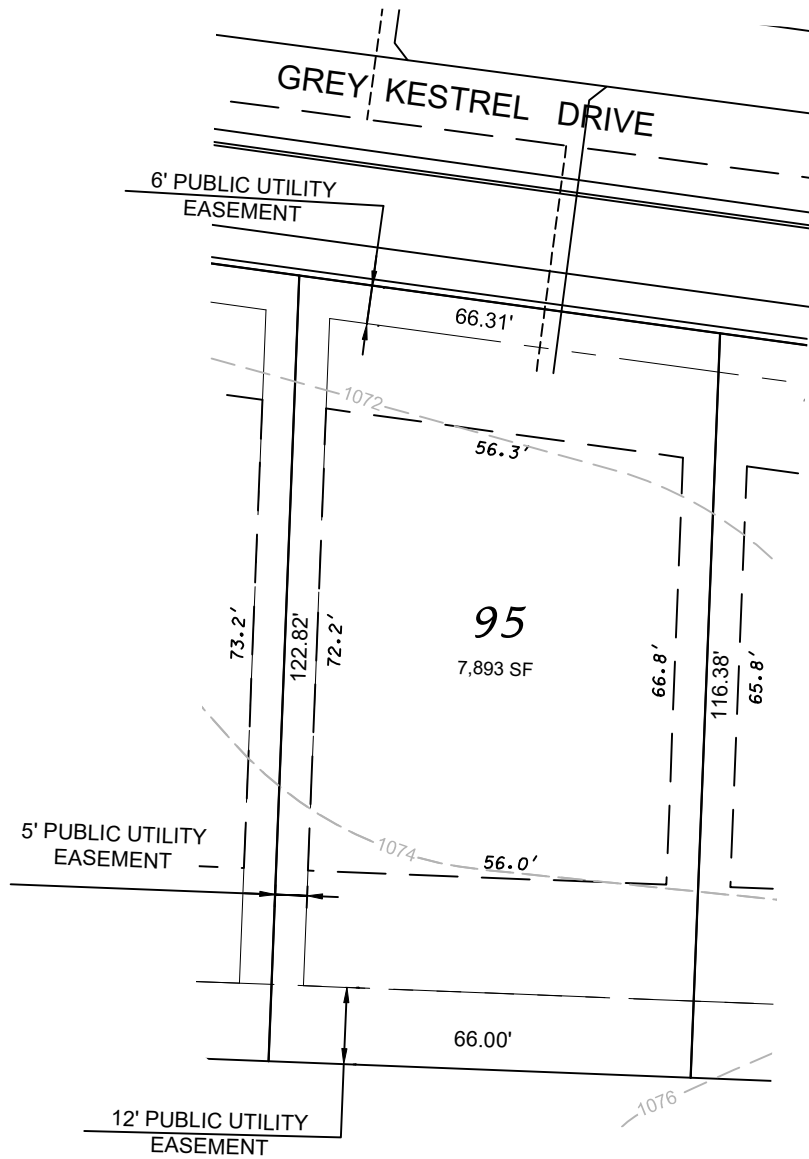 GREY KESTREL DRIVE
6' PUBLIC UTILITY
EASEMENT
66.31'
1072
56.3'
95
7,893 SF
73.2'
122.82'
72.2'
66.8'
116.38'
65.8'
5' PUBLIC UTILITY
EASEMENT
1074
56.0'
66.00'
1076
12' PUBLIC UTILITY
EASEMENT